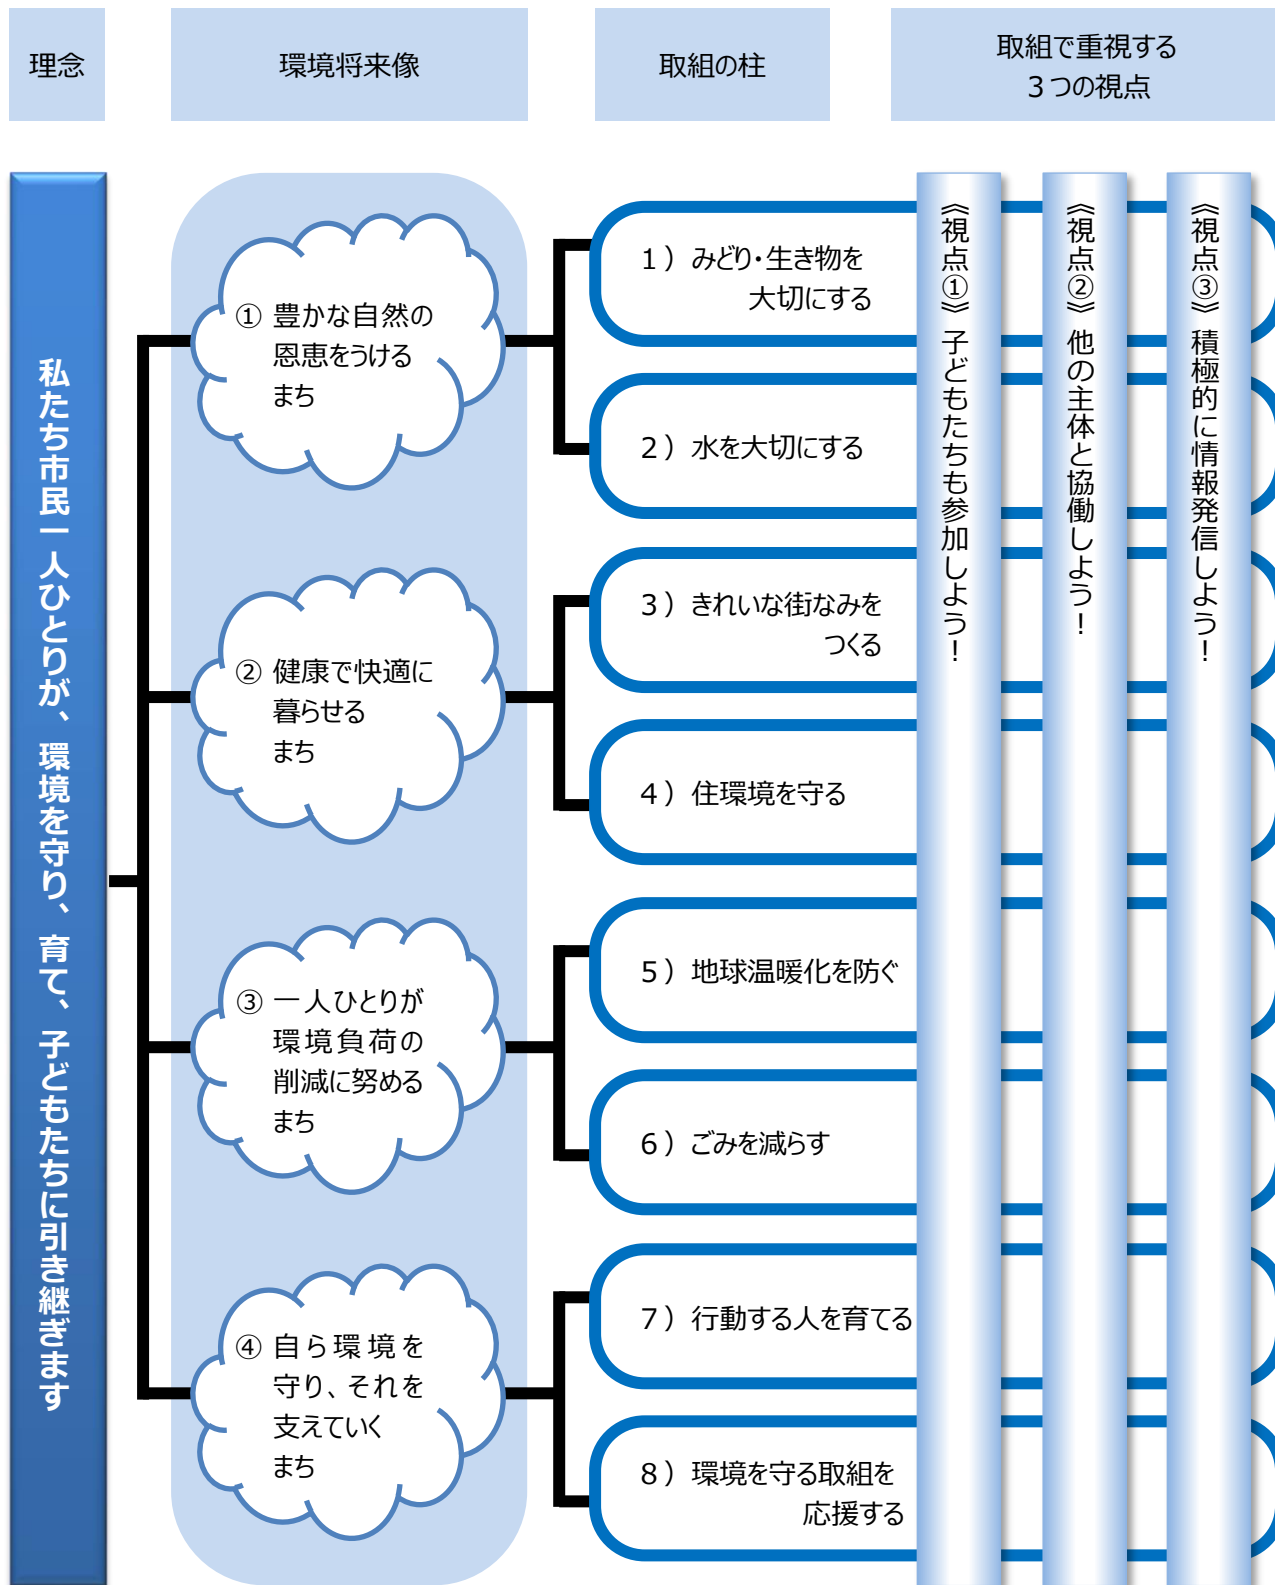 理念
環境将来像
取組の柱
取組で重視する
３つの視点
私たち市民一人ひとりが、環境を守り、育て、子どもたちに引き継ぎます
① 豊かな自然の
恩恵をうける
まち
② 健康で快適に
暮らせる
まち
③ 一人ひとりが
環境負荷の
削減に努める
まち
④ 自ら環境を
守り、それを
支えていく
まち
１）みどり・生き物を
大切にする
２）水を大切にする
３）きれいな街なみを
つくる
４）住環境を守る
５）地球温暖化を防ぐ
６）ごみを減らす
７）行動する人を育てる
８）環境を守る取組を
応援する
《視点①》子どもたちも参加しよう！
《視点②》他の主体と協働しよう！
《視点③》積極的に情報発信しよう！